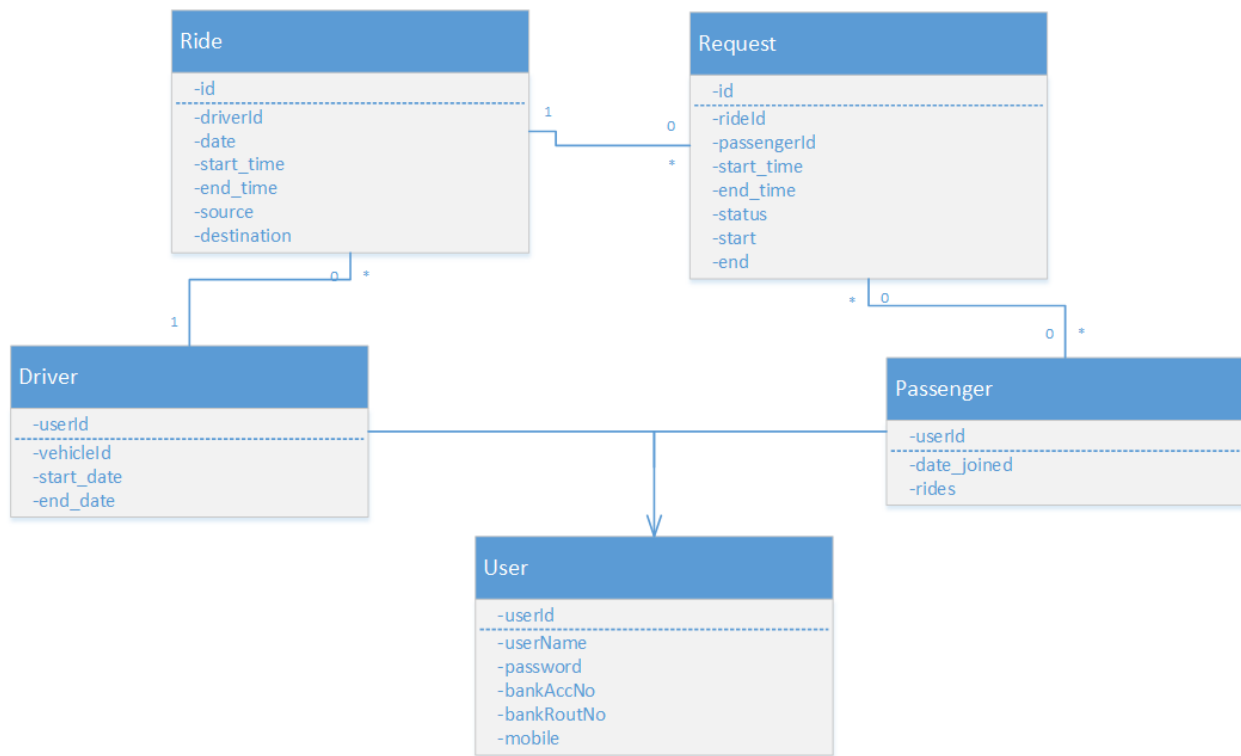 Ride
-id
-driverId
-date
-start_time
-end_time
-source
-destination
Request
-id
-rideId
-passengerId
-start_time
-end_time
-status
-start
-end
1
0
*
0 *
1
* 0
0 *
Driver
-userId
-vehicleId
-start_date
-end_date
Passenger
-userId
-date_joined
-rides
User
-userId
-userName
-password
-bankAccNo
-bankRoutNo
-mobile